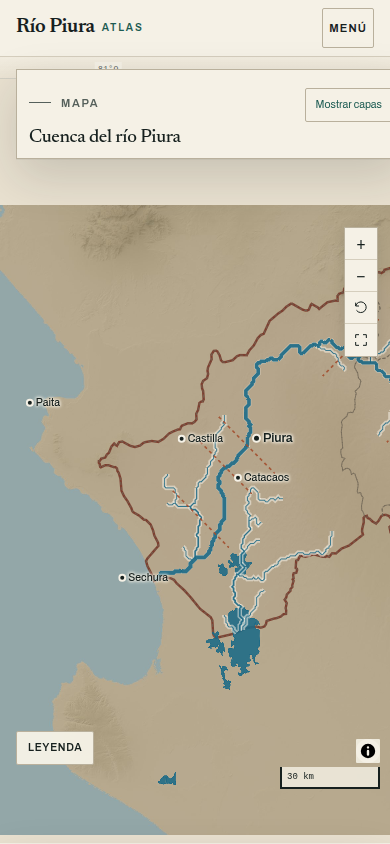 Río Piura ATLAS
MENÚ
81°O
MAPA
Mostrar capas
Cuenca del río Piura
+
−
Paita
Castilla
Piura
Catacaos
Sechura
LEYENDA
30 km